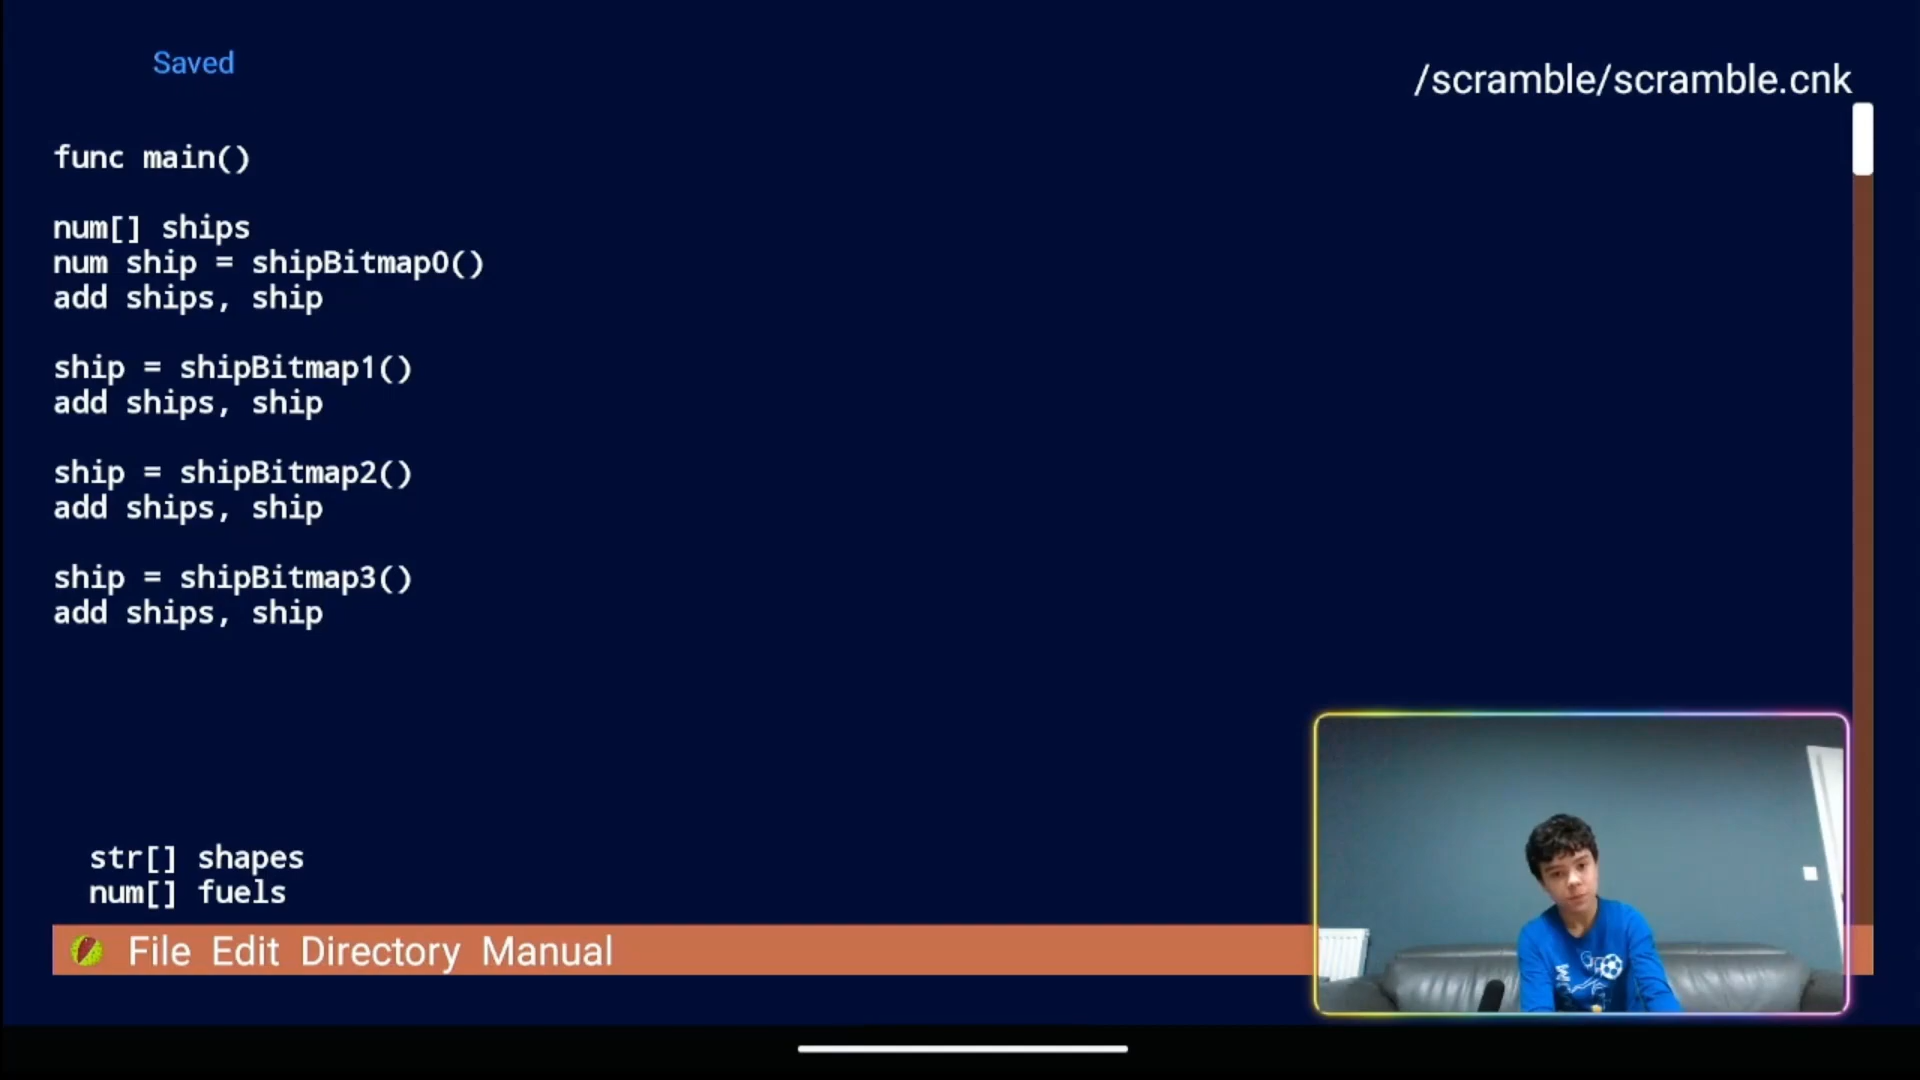 Saved
/scramble/scramble.cnk
func main()
num[] ships
num ship = shipBitmap0()
add ships, ship
ship = shipBitmap1()
add ships, ship
ship = shipBitmap2()
add ships, ship
ship = shipBitmap3()
add ships, ship
str[] shapes
num[] fuels
File Edit Directory Manual